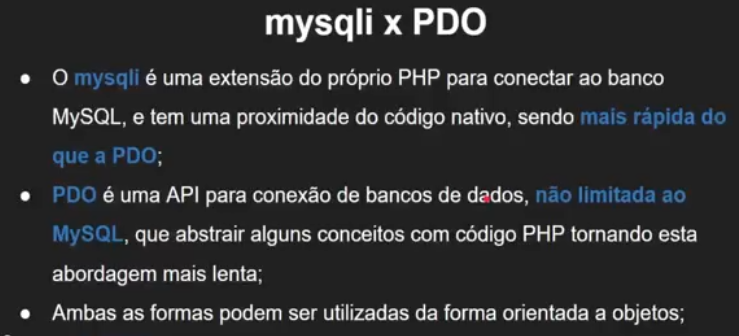 mysqli x PDO
● O mysqli é uma extensão do próprio PHP para conectar ao banco
MySQL, e tem uma proximidade do código nativo, sendo mais rápida do
que a PDO;
● PDO é uma API para conexão de bancos de dados, não limitada ao
MySQL, que abstrair alguns conceitos com código PHP tornando esta
abordagem mais lenta;
● Ambas as formas podem ser utilizadas da forma orientada a objetos;